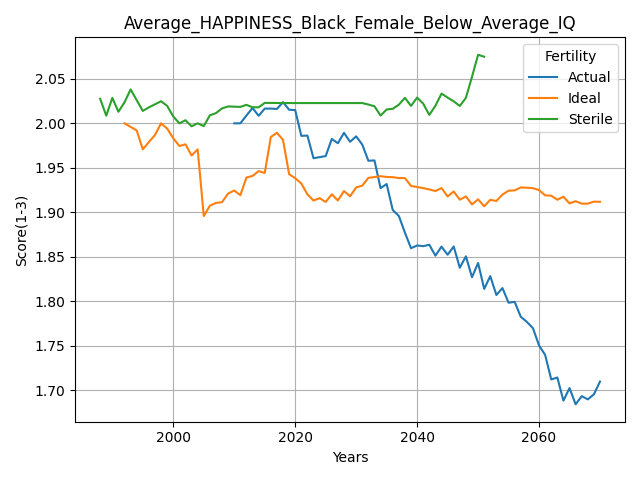 Average_HAPPINESS_Black_Female_Below_Average_IQ
Score(1-3)
2.05
2.00
1.95
1.90
1.85
1.80
1.75
1.70
Fertility
Actual
Ideal
Sterile
2000 2020 2040 2060
Years